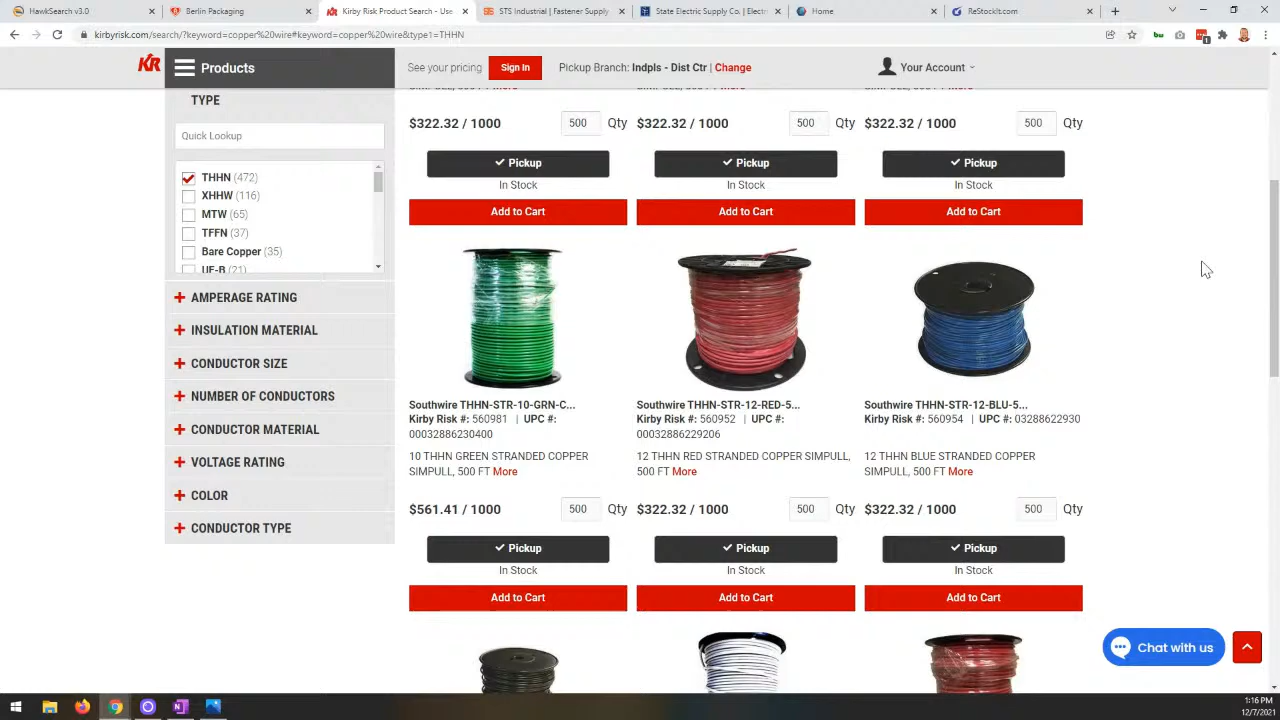 HawkSearch v3.0
Berlin Packaging
Kirby Risk Product Search - Use
STS Industrial | Fastener Supply
State Electric Supply Co. | Electri
Home
ReStockIt.com
kirbyrisk.com/search/?keyword=copper%20wire#keyword=copper%20wire&type1=THHN
KR
Products
See your pricing
Sign In
Pickup Branch: Indpls - Dist Ctr | Change
Your Account
TYPE
Quick Lookup
THHN (472)
XHHW (116)
MTW (65)
TFFN (37)
Bare Copper (35)
UF-B (21)
AMPERAGE RATING
INSULATION MATERIAL
CONDUCTOR SIZE
NUMBER OF CONDUCTORS
CONDUCTOR MATERIAL
VOLTAGE RATING
COLOR
CONDUCTOR TYPE
$322.32 / 1000 500 Qty
Pickup
In Stock
Add to Cart
$322.32 / 1000 500 Qty
Pickup
In Stock
Add to Cart
$322.32 / 1000 500 Qty
Pickup
In Stock
Add to Cart
Southwire THHN-STR-10-GRN-C...
Kirby Risk #: 560981 | UPC #:
00032886230400
10 THHN GREEN STRANDED COPPER
SIMPULL, 500 FT More
$561.41 / 1000 500 Qty
Pickup
In Stock
Add to Cart
Southwire THHN-STR-12-RED-5...
Kirby Risk #: 560952 | UPC #:
00032886229206
12 THHN RED STRANDED COPPER SIMPULL,
500 FT More
$322.32 / 1000 500 Qty
Pickup
In Stock
Add to Cart
Southwire THHN-STR-12-BLU-5...
Kirby Risk #: 560954 | UPC #: 03288622930
12 THHN BLUE STRANDED COPPER
SIMPULL, 500 FT More
$322.32 / 1000 500 Qty
Pickup
In Stock
Add to Cart
Chat with us
1:16 PM
12/7/2021